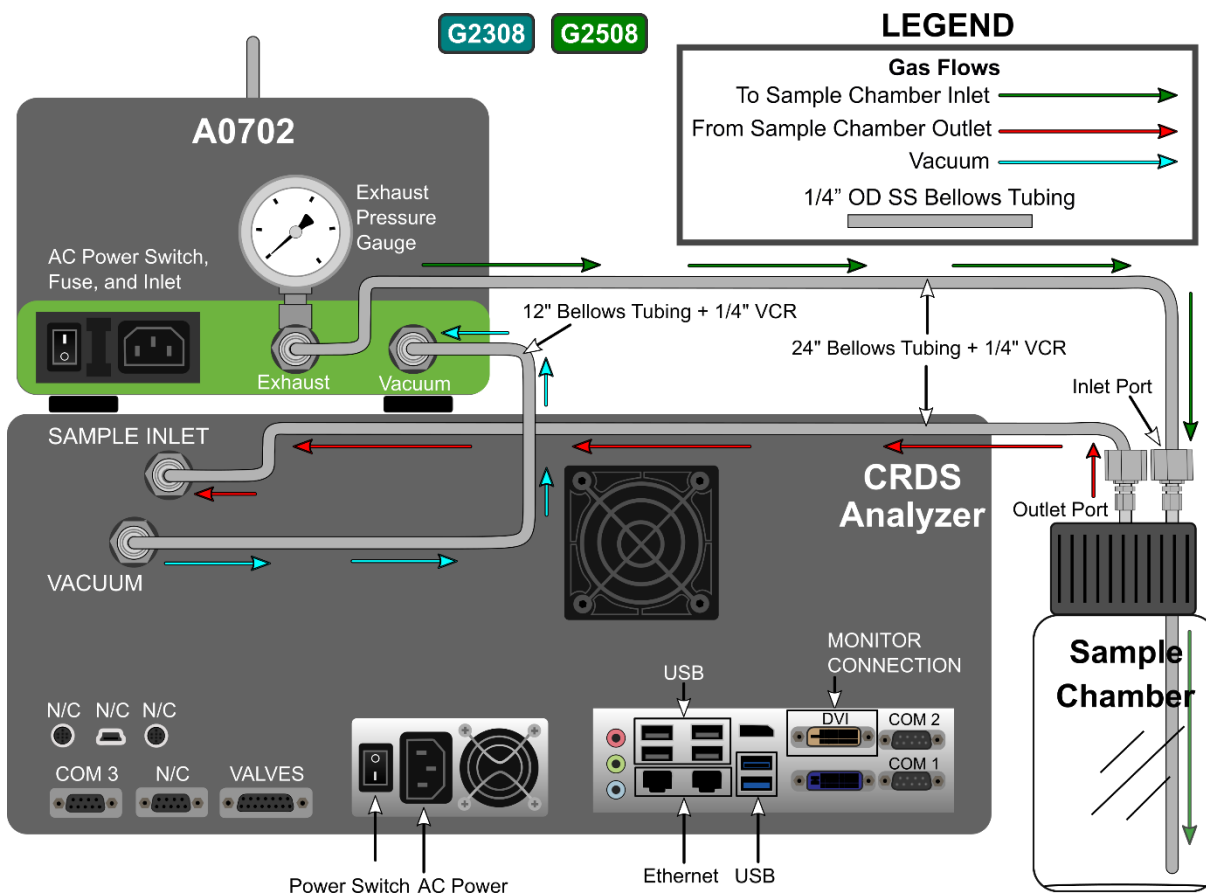 G2308
G2508
LEGEND
Gas Flows
To Sample Chamber Inlet
From Sample Chamber Outlet
Vacuum
1/4” OD SS Bellows Tubing
A0702
Exhaust
Pressure
Gauge
AC Power Switch,
Fuse, and Inlet
Exhaust
Vacuum
12" Bellows Tubing + 1/4" VCR
24" Bellows Tubing + 1/4" VCR
Inlet Port
SAMPLE INLET
CRDS
Analyzer
Outlet Port
VACUUM
Sample
Chamber
MONITOR
CONNECTION
USB
N/C
N/C
N/C
DVI
COM 2
COM 3
N/C
VALVES
COM 1
Power Switch
AC Power
Ethernet
USB